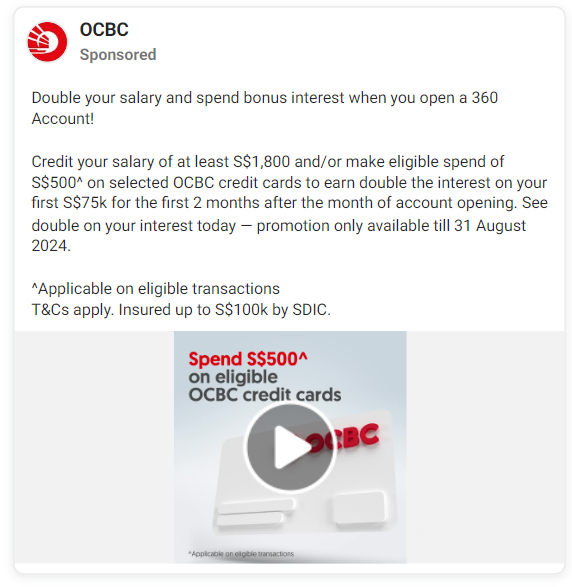 OCBC
Sponsored
Double your salary and spend bonus interest when you open a 360
Account!
Credit your salary of at least S$1,800 and/or make eligible spend of
S$500^ on selected OCBC credit cards to earn double the interest on your
first S$75k for the first 2 months after the month of account opening. See
double on your interest today — promotion only available till 31 August
2024.
^Applicable on eligible transactions
T&Cs apply. Insured up to S$100k by SDIC.
Spend S$500^
on eligible
OCBC credit cards
OCBC
^Applicable on eligible transactions